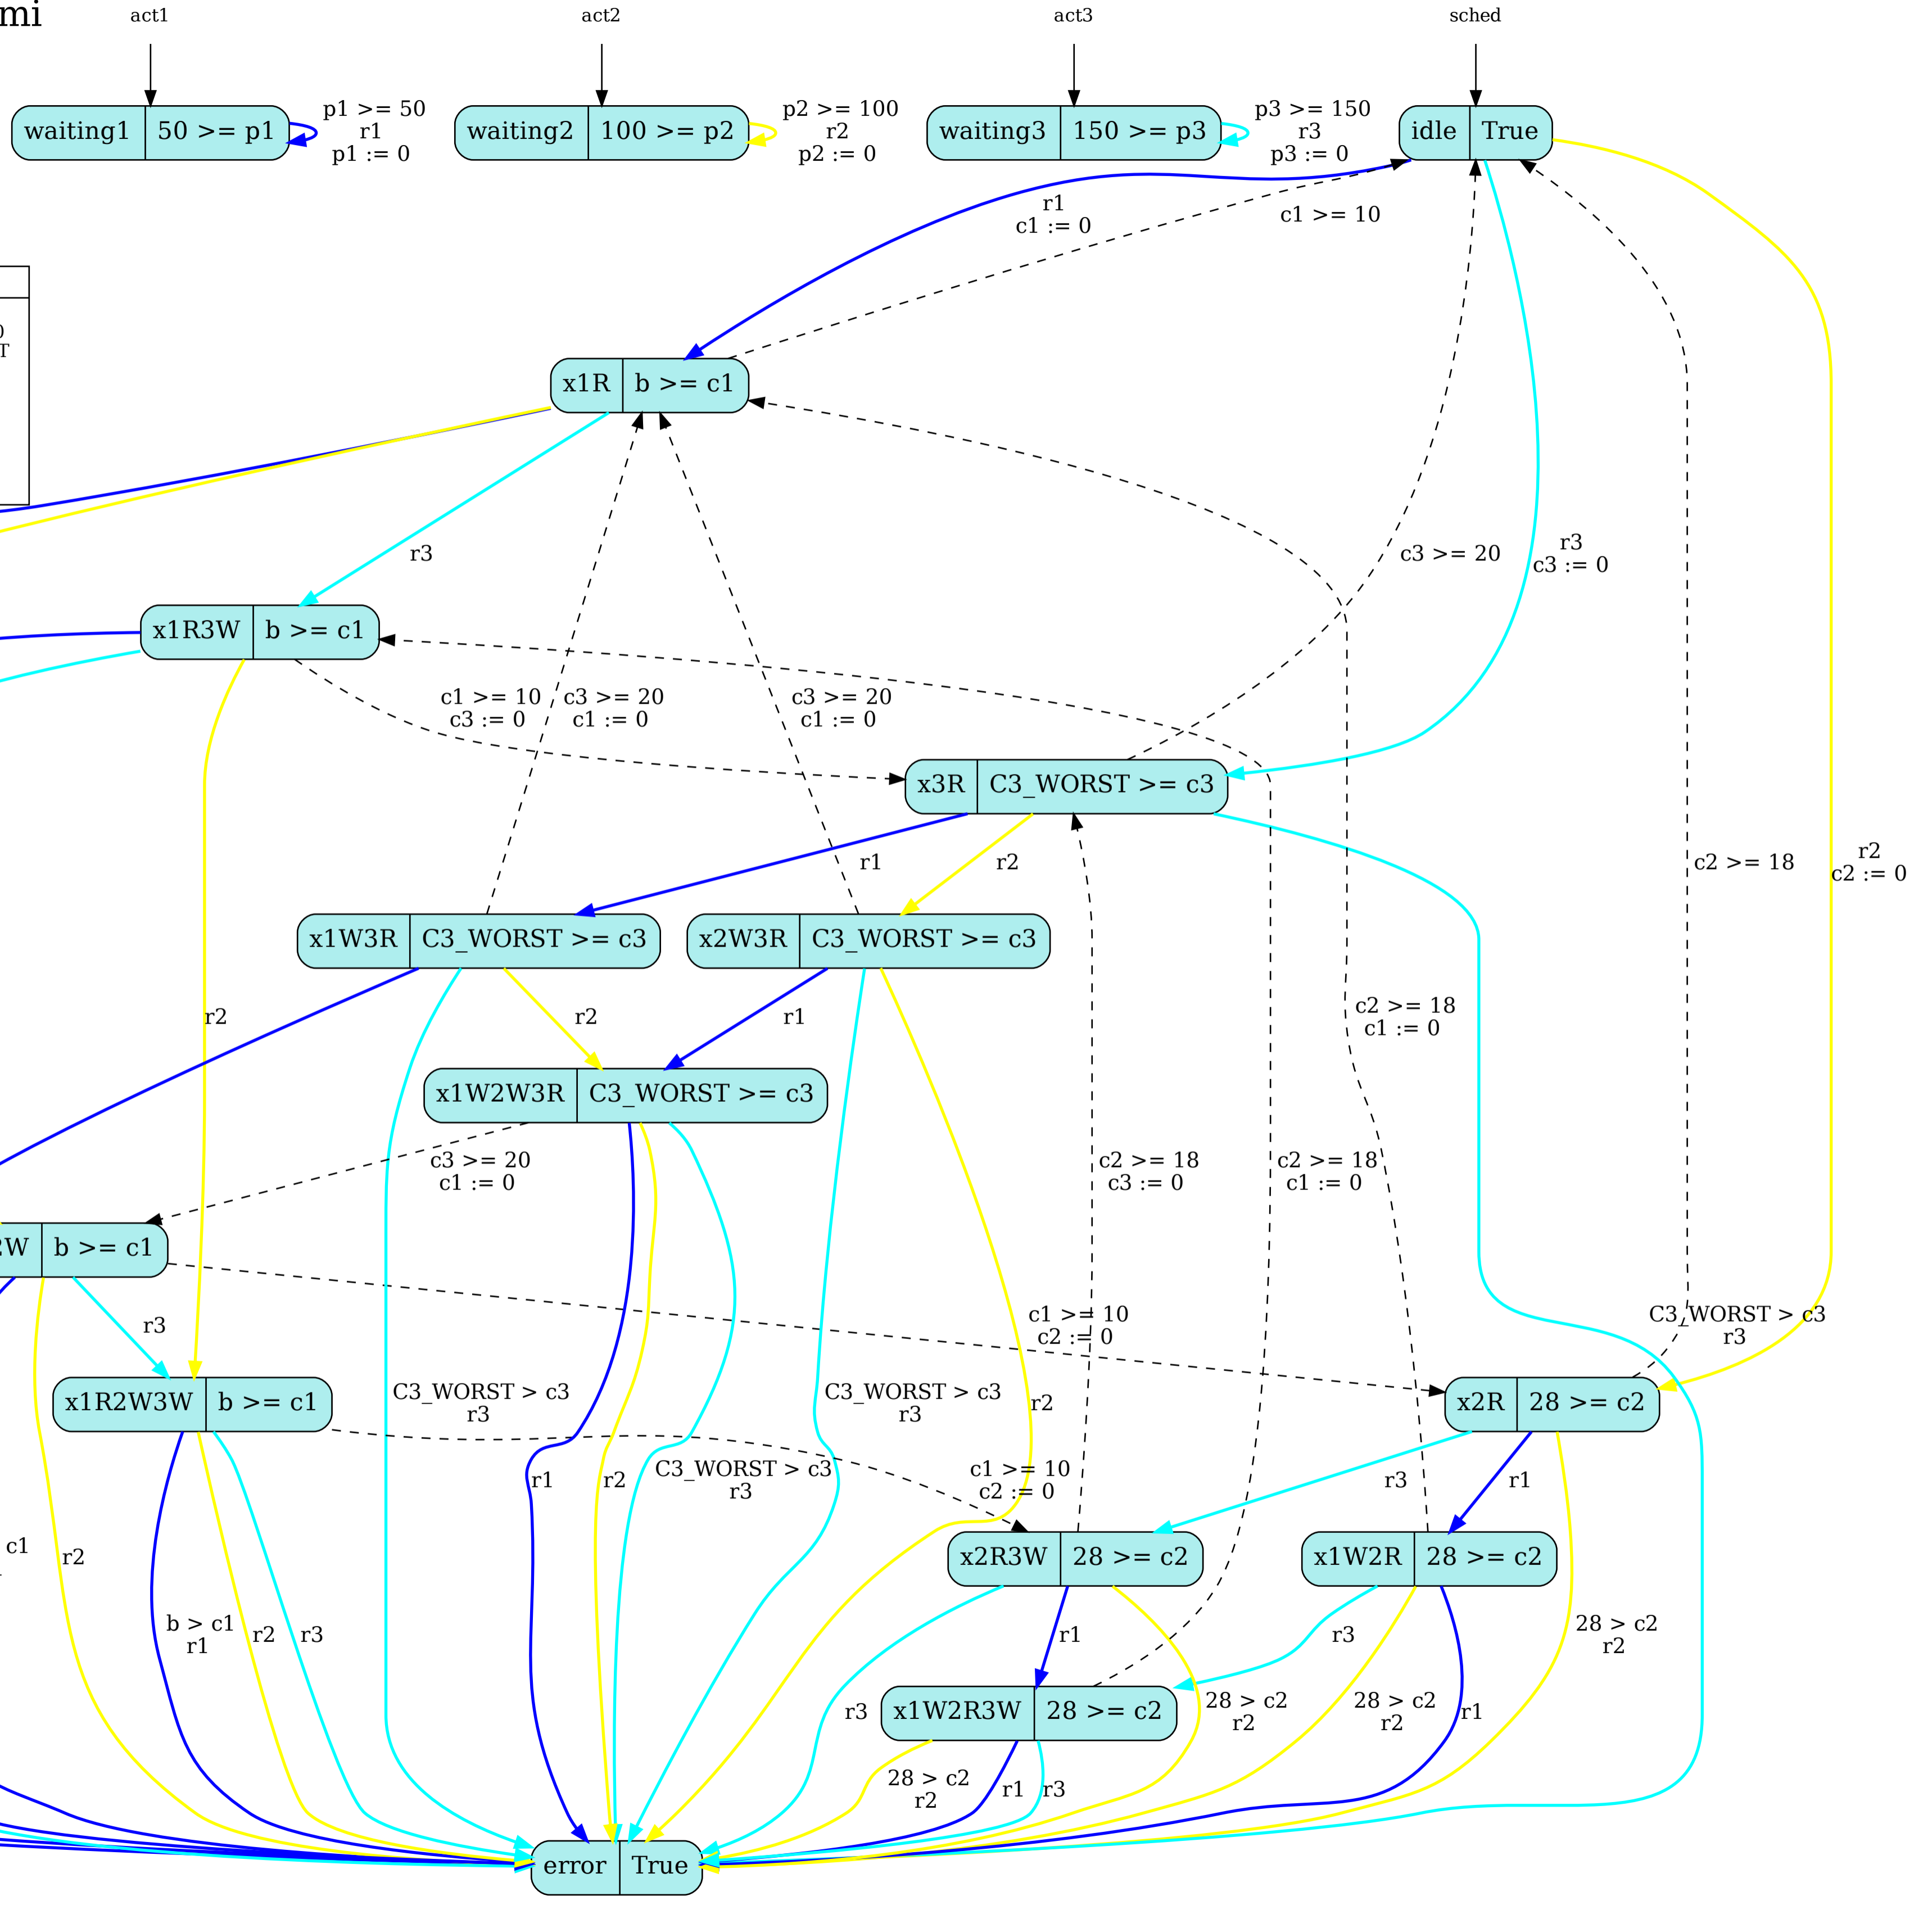 mi
act1
act2
act3
sched
waiting1 50 >= p1
p1 >= 50
r1
p1 := 0
waiting2 100 >= p2
p2 >= 100
r2
p2 := 0
waiting3 150 >= p3
p3 >= 150
r3
p3 := 0
idle True
r1
c1 := 0
c1 >= 10
T
x1R b >= c1
r3
c3 >= 20
r3
c3 := 0
x1R3W b >= c1
c1 >= 10
c3 := 0
c3 >= 20
c1 := 0
c3 >= 20
c1 := 0
x3R C3_WORST >= c3
r1
r2
c2 >= 18
r2
c2 := 0
x1W3R C3_WORST >= c3
x2W3R C3_WORST >= c3
r2
r2
r1
c2 >= 18
c1 := 0
x1W2W3R C3_WORST >= c3
c3 >= 20
c1 := 0
c2 >= 18
c3 := 0
c2 >= 18
c1 := 0
2W b >= c1
r3
c1 >= 10
c2 := 0
C3_WORST > c3
r3
x1R2W3W b >= c1
C3_WORST > c3
r3
C3_WORST > c3
r3
r2
x2R 28 >= c2
r1
r2
C3_WORST > c3
r3
c1 >= 10
c2 := 0
r3
r1
c1
r2
x2R3W 28 >= c2
x1W2R 28 >= c2
b > c1
r1
r2
r3
r1
r3
28 > c2
r2
x1W2R3W 28 >= c2
r3
28 > c2
r2
28 > c2
r2
r1
28 > c2
r2
r1
r3
error True